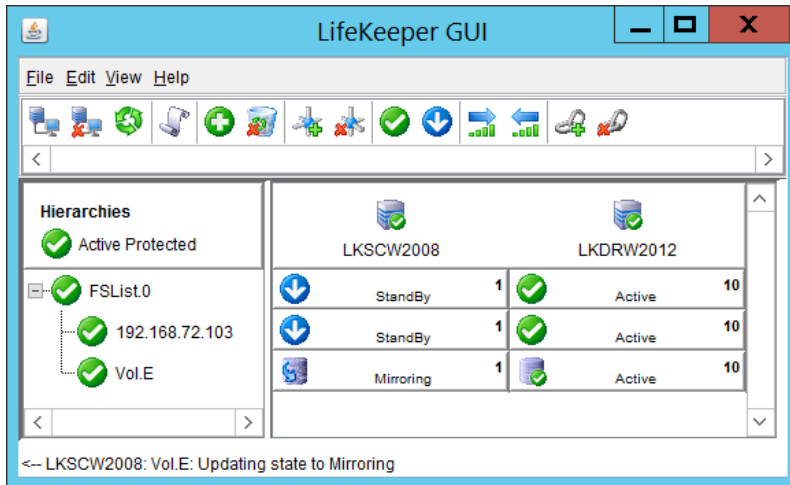 LifeKeeper GUI
File Edit View Help
Hierarchies
Active Protected
LKSCW2008 LKDRW2012
FSList.0 StandBy 1 Active 10
192.168.72.103 StandBy 1 Active 10
Vol.E Mirroring 1 Active 10
<-- LKSCW2008: Vol.E: Updating state to Mirroring